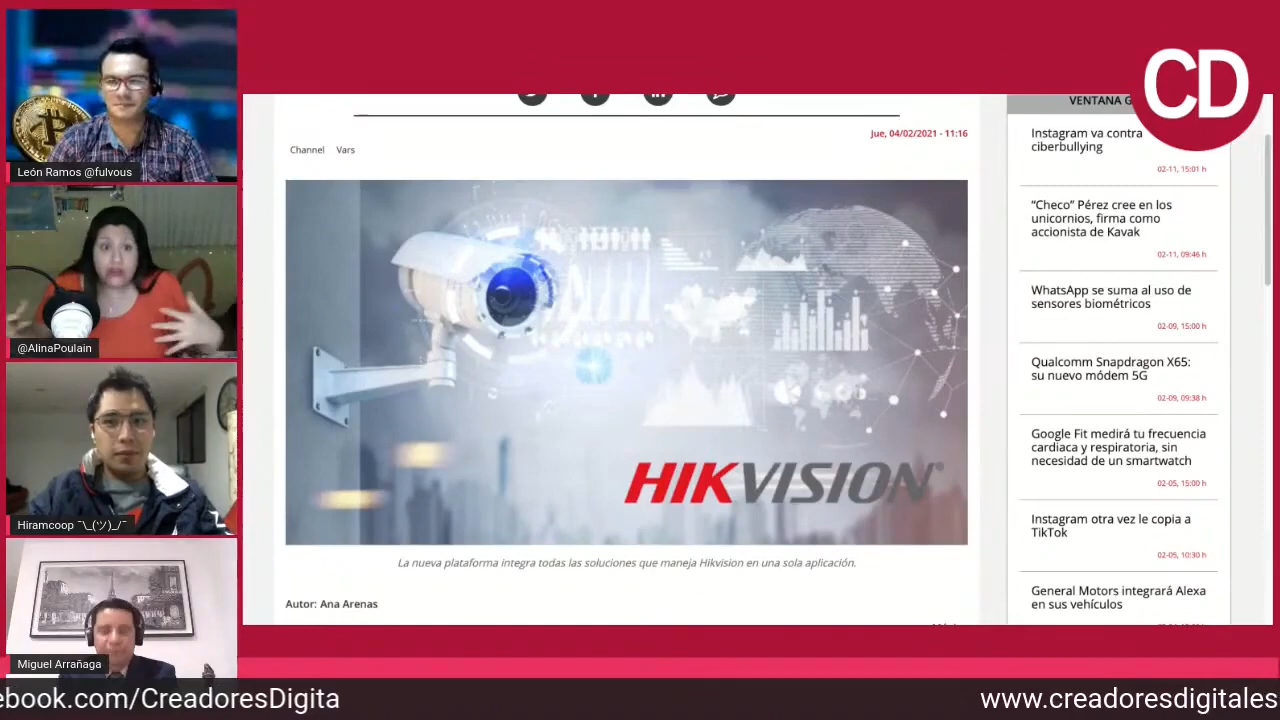 León Ramos @fulvous
@AlinaPoulain
Hiramcoop ¯\_(ツ)_/¯
Miguel Arrañaga
CD
Jue, 04/02/2021 - 11:16
Channel Vars
HIKVISION®
La nueva plataforma integra todas las soluciones que maneja Hikvision en una sola aplicación.
Autor: Ana Arenas
VENTANA G
Instagram va contra
ciberbullying
02-11, 15:01 h
“Checo” Pérez cree en los
unicornios, firma como
accionista de Kavak
02-11, 09:46 h
WhatsApp se suma al uso de
sensores biométricos
02-09, 15:00 h
Qualcomm Snapdragon X65:
su nuevo módem 5G
02-09, 09:38 h
Google Fit medirá tu frecuencia
cardiaca y respiratoria, sin
necesidad de un smartwatch
02-05, 15:00 h
Instagram otra vez le copia a
TikTok
02-05, 10:30 h
General Motors integrará Alexa
en sus vehículos
ebook.com/CreadoresDigita
www.creadoresdigitales